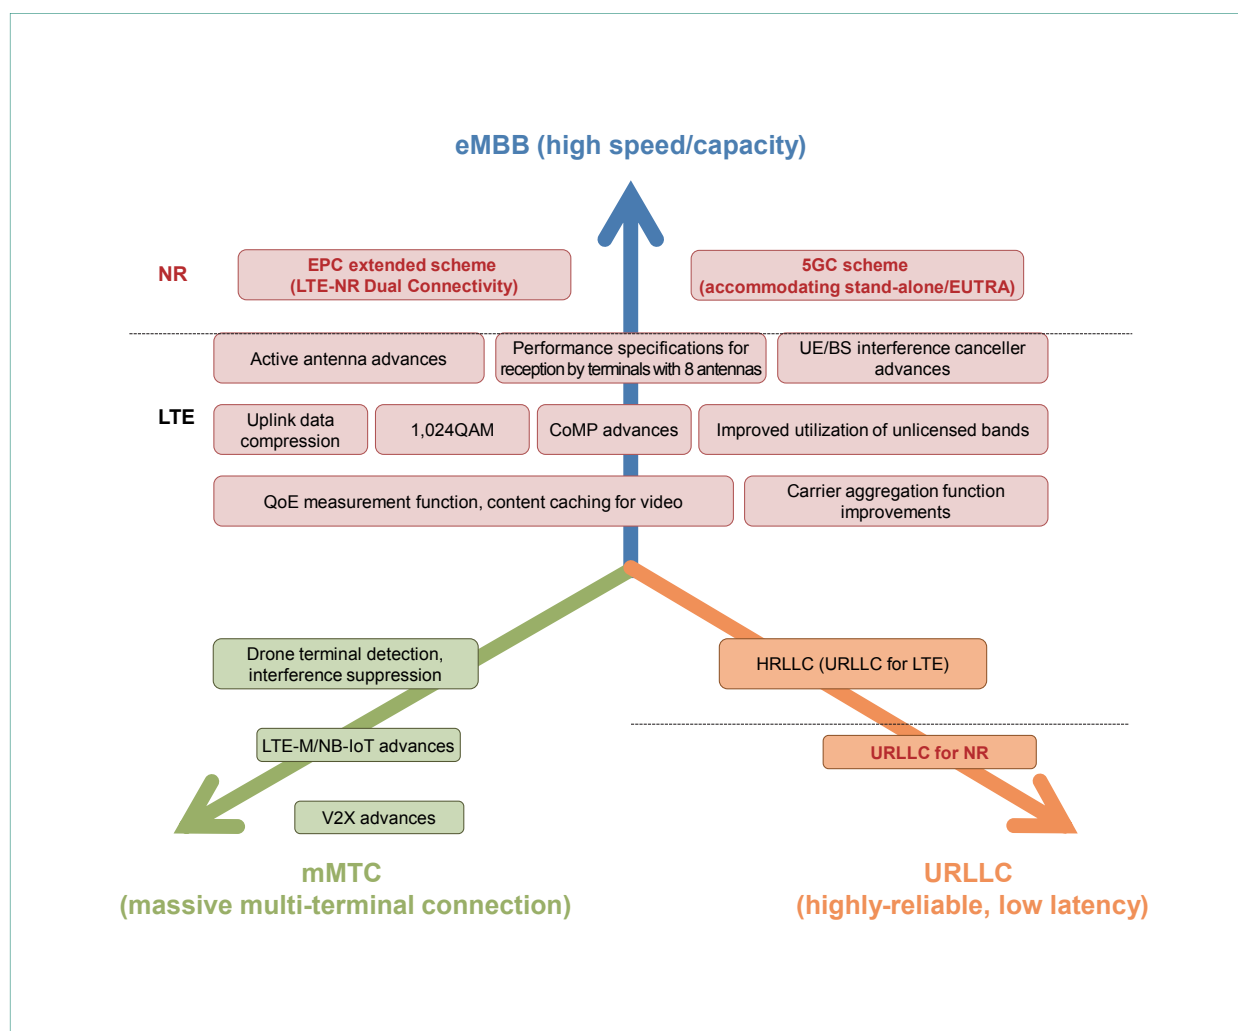 eMBB (high speed/capacity)
NR
EPC extended scheme
(LTE-NR Dual Connectivity)
5GC scheme
(accommodating stand-alone/EUTRA)
Active antenna advances
Performance specifications for
reception by terminals with 8 antennas
UE/BS interference canceller
advances
LTE
Uplink data
compression
1,024QAM
CoMP advances
Improved utilization of unlicensed bands
QoE measurement function, content caching for video
Carrier aggregation function
improvements
Drone terminal detection,
interference suppression
HRLLC (URLLC for LTE)
LTE-M/NB-IoT advances
URLLC for NR
V2X advances
mMTC
(massive multi-terminal connection)
URLLC
(highly-reliable, low latency)